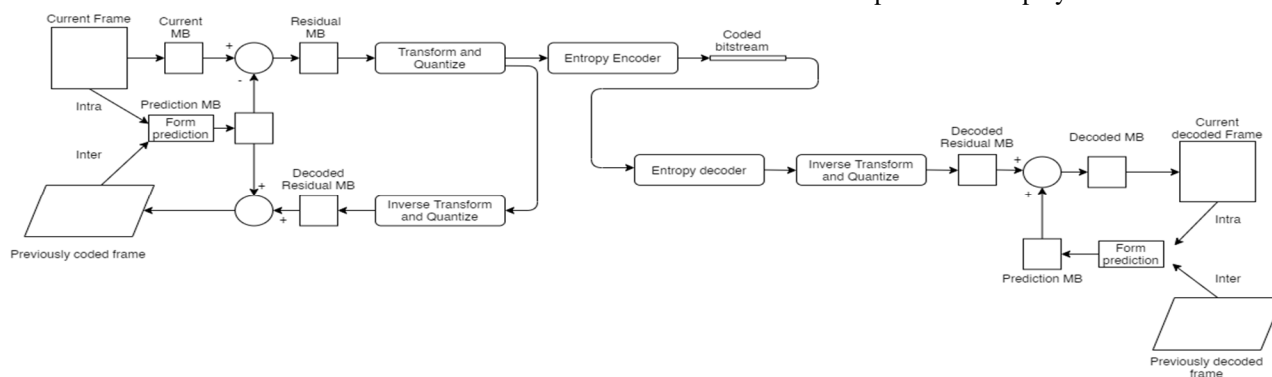 Current Frame
Current
MB
Residual
MB
+
-
Transform and
Quantize
Entropy Encoder
Coded
bitstream
Intra
Prediction MB
Form
prediction
Inter
+
+
Decoded
Residual MB
Inverse Transform
and Quantize
Previously coded frame
Entropy decoder
Inverse Transform
and Quantize
Decoded
Residual MB
+
+
Decoded MB
Current
decoded Frame
Intra
Form
prediction
Prediction MB
Inter
Previously decoded
frame